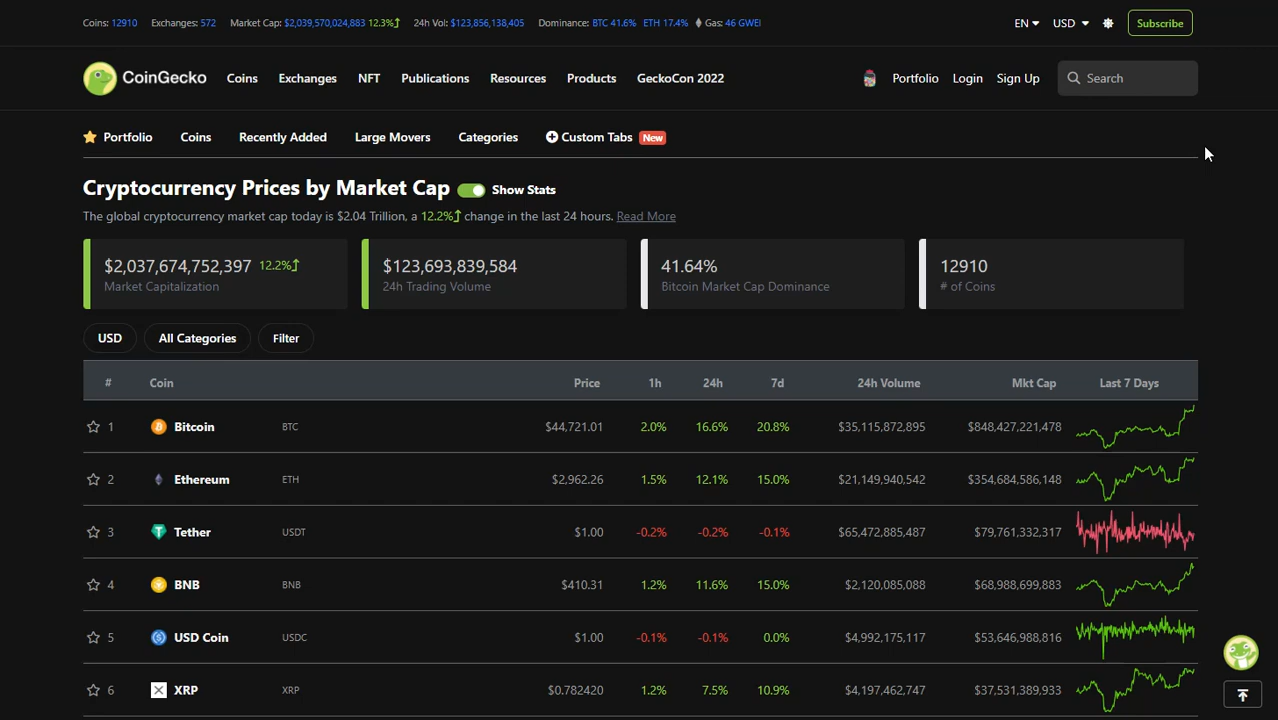 Coins: 12910 Exchanges: 572 Market Cap: $2,039,570,024,883 12.3% 24h Vol: $123,856,138,405 Dominance: BTC 41.6% ETH 17.4% Gas: 46 GWEI EN USD Subscribe
CoinGecko Coins Exchanges NFT Publications Resources Products GeckoCon 2022 Portfolio Login Sign Up Search
Portfolio Coins Recently Added Large Movers Categories Custom Tabs New
Cryptocurrency Prices by Market Cap Show Stats
The global cryptocurrency market cap today is $2.04 Trillion, a 12.2% change in the last 24 hours. Read More
$2,037,674,752,397 12.2% $123,693,839,584 41.64% 12910
Market Capitalization 24h Trading Volume Bitcoin Market Cap Dominance # of Coins
USD All Categories Filter
# Coin Price 1h 24h 7d 24h Volume Mkt Cap Last 7 Days
1 Bitcoin BTC $44,721.01 2.0% 16.6% 20.8% $35,115,872,895 $848,427,221,478
2 Ethereum ETH $2,962.26 1.5% 12.1% 15.0% $21,149,940,542 $354,684,586,148
3 Tether USDT $1.00 -0.2% -0.2% -0.1% $65,472,885,487 $79,761,332,317
4 BNB BNB $410.31 1.2% 11.6% 15.0% $2,120,085,088 $68,988,699,883
5 USD Coin USDC $1.00 -0.1% -0.1% 0.0% $4,992,175,117 $53,646,988,816
6 XRP XRP $0.782420 1.2% 7.5% 10.9% $4,197,462,747 $37,531,389,933